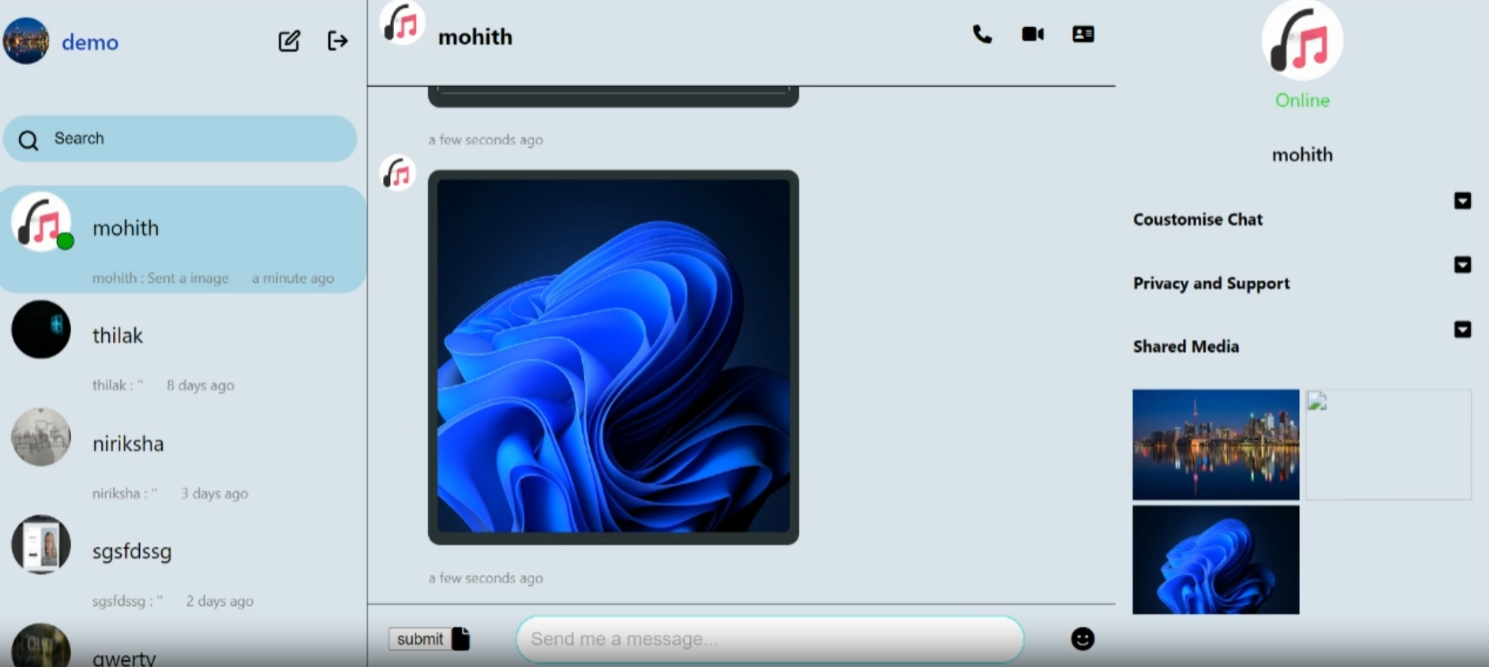 demo
Search
mohith
mohith : Sent a image a minute ago
thilak
thilak : " 8 days ago
niriksha
niriksha : " 3 days ago
sgsfdssg
sgsfdssg : " 2 days ago
qwerty
mohith
a few seconds ago
a few seconds ago
submit
Send me a message...
Online
mohith
Coustomise Chat
Privacy and Support
Shared Media